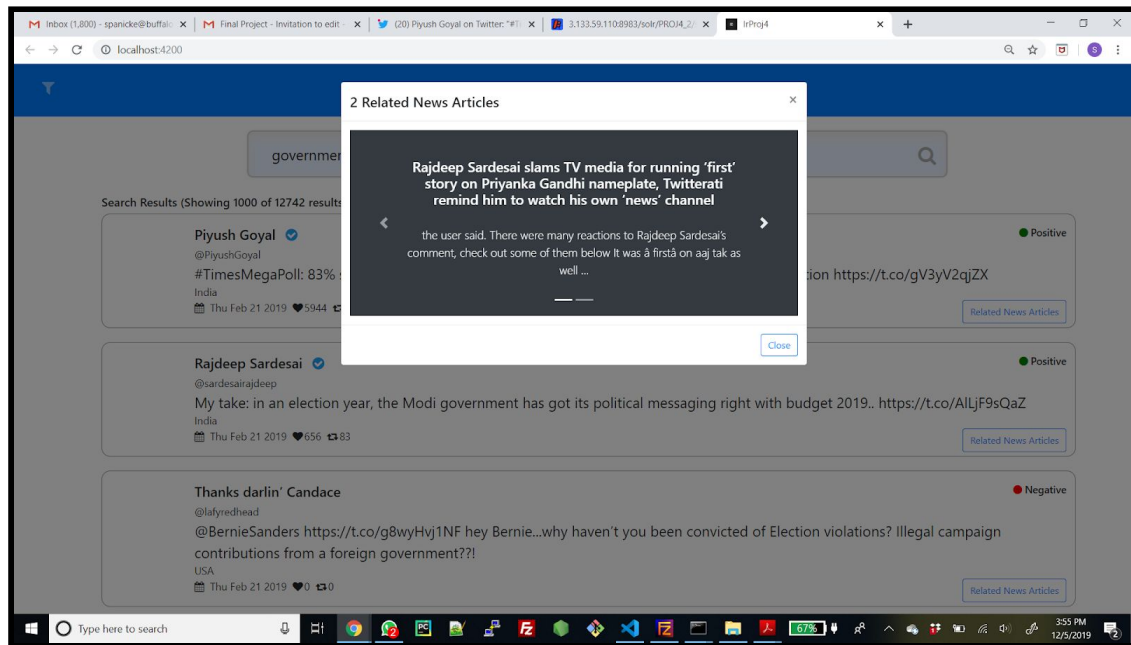 Inbox (1,800) - spanicke@buffalo
Final Project - Invitation to edit -
(20) Piyush Goyal on Twitter: "#Ti
3.133.59.110:8983/solr/PROJ4_2/
IrProj4
localhost:4200
2 Related News Articles
×
governmen
Rajdeep Sardesai slams TV media for running ‘first’
story on Priyanka Gandhi nameplate, Twitterati
remind him to watch his own ‘news’ channel
the user said. There were many reactions to Rajdeep Sardesai’s
comment, check out some of them below It was â firstâ on aaj tak as
well ...
Close
Search Results (Showing 1000 of 12742 results
Piyush Goyal
Positive
@PiyushGoyal
#TimesMegaPoll: 83% ion https://t.co/gV3yV2qjZX
India
Thu Feb 21 2019 5944
Related News Articles
Rajdeep Sardesai
Positive
@sardesairajdeep
My take: in an election year, the Modi government has got its political messaging right with budget 2019.. https://t.co/AlLjF9sQaZ
India
Thu Feb 21 2019 656 83
Related News Articles
Thanks darlin’ Candace
Negative
@lafyredhead
@BernieSanders https://t.co/g8wyHvj1NF hey Bernie...why haven’t you been convicted of Election violations? Illegal campaign
contributions from a foreign government??!
USA
Thu Feb 21 2019 0 0
Related News Articles
Type here to search
67%
3:55 PM
12/5/2019